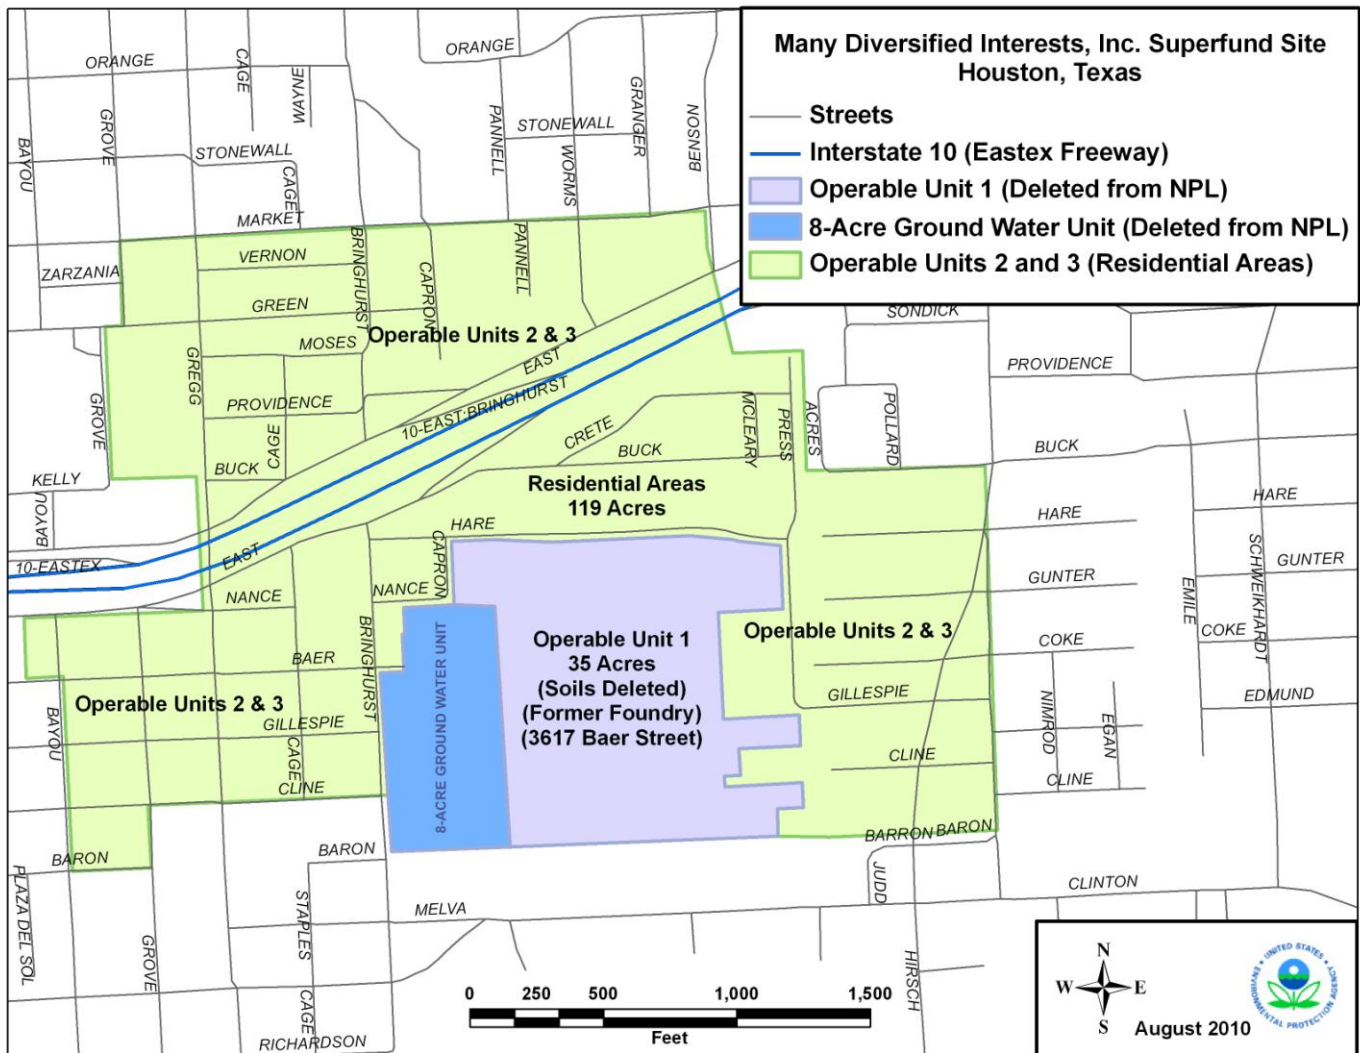 Many Diversified Interests, Inc. Superfund Site
Houston, Texas
Streets
Interstate 10 (Eastex Freeway)
Operable Unit 1 (Deleted from NPL)
8-Acre Ground Water Unit (Deleted from NPL)
Operable Units 2 and 3 (Residential Areas)
ORANGE
ORANGE
CAGE
WAYNE
GROVE
BAYOU
STONEWALL
CAGE
PANNELL
STONEWALL
WORMS
GRANGER
BENSON
MARKET
ZARZANIA
VERNON
BRINGHURST
CAPRON
PANNELL
GREEN
MOSES
Operable Units 2 & 3
EAST
SONDICK
GREGG
GROVE
PROVIDENCE
CAGE
10-EAST;BRINGHURST
CRETE
MCLEARY
PRESS
ACRES
POLLARD
PROVIDENCE
KELLY
BUCK
BUCK
BUCK
BAYOU
Residential Areas
119 Acres
HARE
HARE
HARE
10-EASTEX
EAST
CAPRON
NANCE
NANCE
GUNTER
GUNTER
EMILE
SCHWEIKHARDT
BAER
BRINGHURST
8-ACRE GROUND WATER UNIT
Operable Unit 1
35 Acres
(Soils Deleted)
(Former Foundry)
(3617 Baer Street)
Operable Units 2 & 3
COKE
COKE
Operable Units 2 & 3
BAYOU
GILLESPIE
CAGE
CLINE
GILLESPIE
NIMROD
EGAN
EDMUND
CLINE
CLINE
BARON
BARON
BARRON
BARON
PLAZA DEL SOL
GROVE
STAPLES
MELVA
JUDD
CLINTON
HIRSCH
CAGE
RICHARDSON
0 250 500 1,000 1,500
Feet
N
W E
S
August 2010
UNITED STATES
ENVIRONMENTAL PROTECTION AGENCY